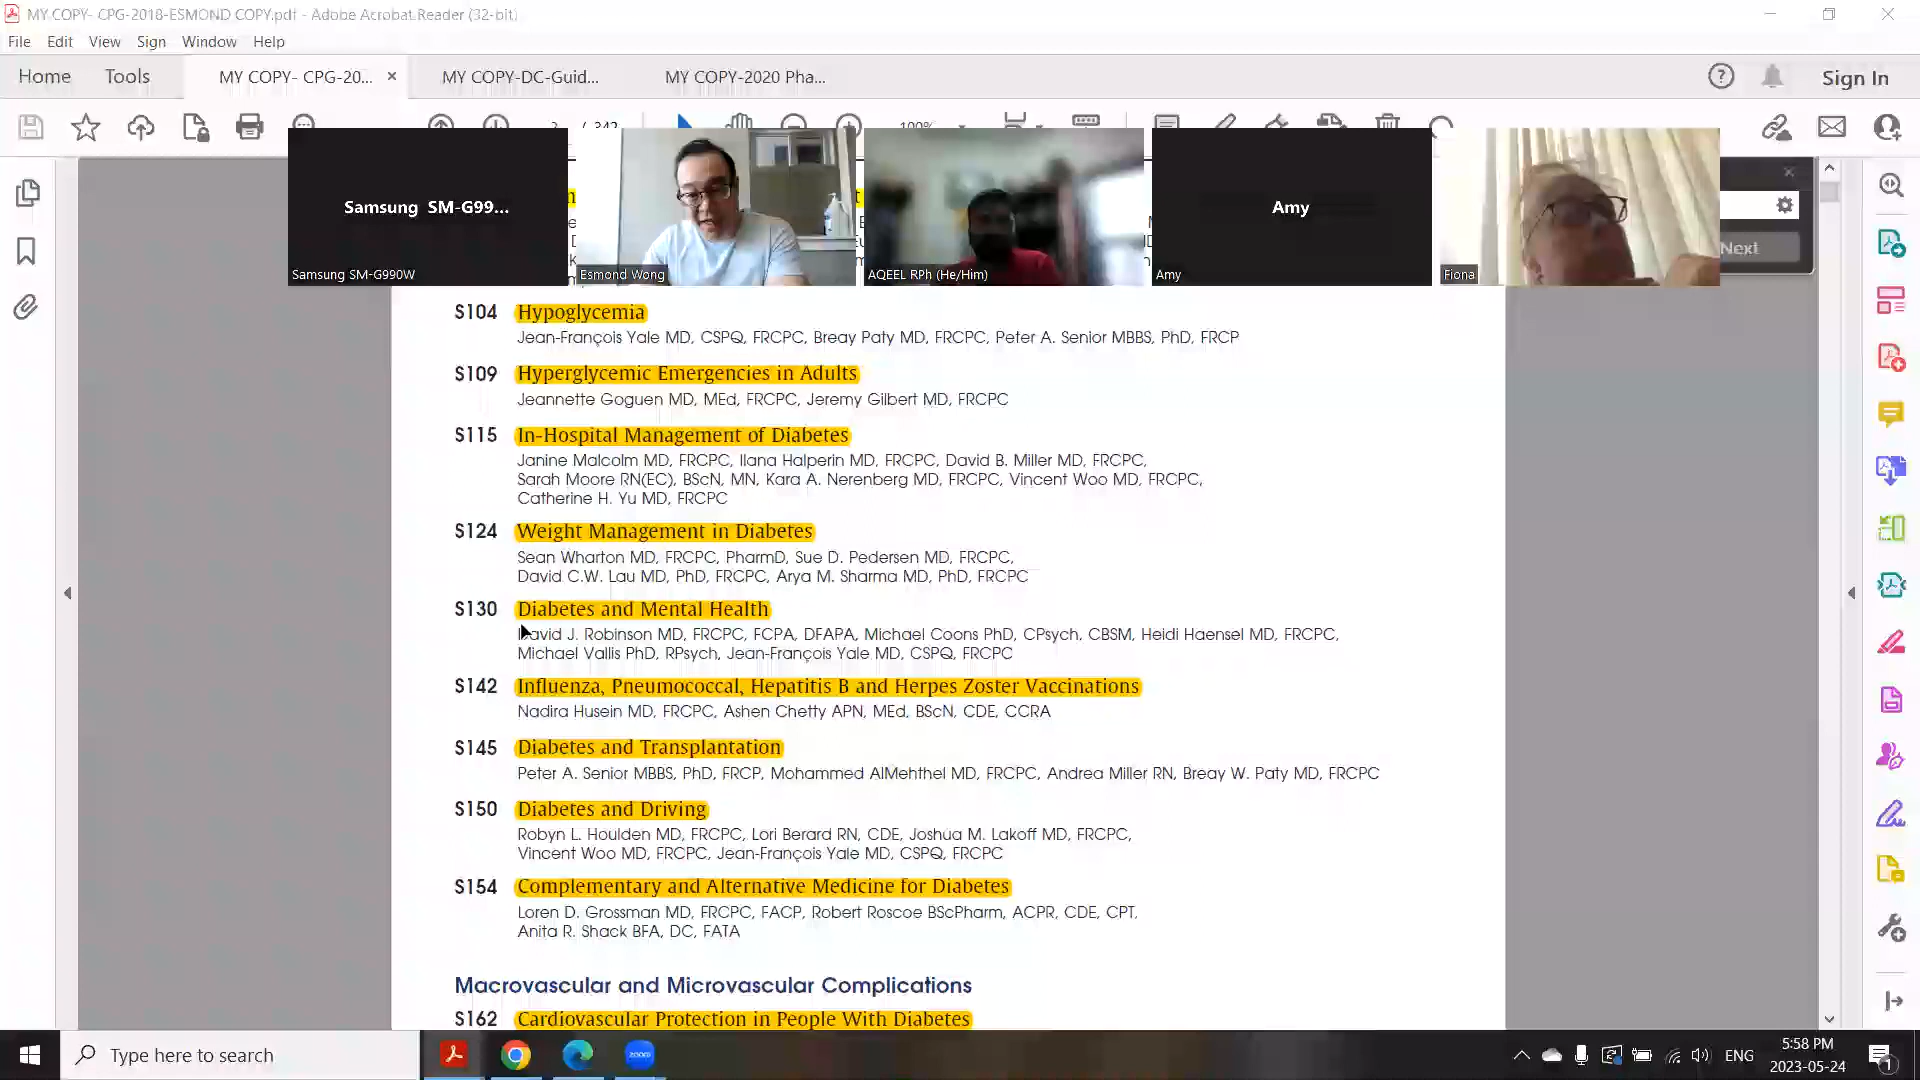 MY COPY- CPG-2018-ESMOND COPY.pdf - Adobe Acrobat Reader (32-bit)
File Edit View Sign Window Help
Home Tools MY COPY- CPG-20... MY COPY-DC-Guid... MY COPY-2020 Pha... Sign In
/ 342
100%
Samsung SM-G99...
Amy
Samsung SM-G990W
Esmond Wong
AQEEL RPh (He/Him)
Amy
Fiona
Next
S104 Hypoglycemia
Jean-François Yale MD, CSPQ, FRCPC, Breay Paty MD, FRCPC, Peter A. Senior MBBS, PhD, FRCP
S109 Hyperglycemic Emergencies in Adults
Jeannette Goguen MD, MEd, FRCPC, Jeremy Gilbert MD, FRCPC
S115 In-Hospital Management of Diabetes
Janine Malcolm MD, FRCPC, Ilana Halperin MD, FRCPC, David B. Miller MD, FRCPC,
Sarah Moore RN(EC), BScN, MN, Kara A. Nerenberg MD, FRCPC, Vincent Woo MD, FRCPC,
Catherine H. Yu MD, FRCPC
S124 Weight Management in Diabetes
Sean Wharton MD, FRCPC, PharmD, Sue D. Pedersen MD, FRCPC,
David C.W. Lau MD, PhD, FRCPC, Arya M. Sharma MD, PhD, FRCPC
S130 Diabetes and Mental Health
David J. Robinson MD, FRCPC, FCPA, DFAPA, Michael Coons PhD, CPsych, CBSM, Heidi Haensel MD, FRCPC,
Michael Vallis PhD, RPsych, Jean-François Yale MD, CSPQ, FRCPC
S142 Influenza, Pneumococcal, Hepatitis B and Herpes Zoster Vaccinations
Nadira Husein MD, FRCPC, Ashen Chetty APN, MEd, BScN, CDE, CCRA
S145 Diabetes and Transplantation
Peter A. Senior MBBS, PhD, FRCP, Mohammed AlMehthel MD, FRCPC, Andrea Miller RN, Breay W. Paty MD, FRCPC
S150 Diabetes and Driving
Robyn L. Houlden MD, FRCPC, Lori Berard RN, CDE, Joshua M. Lakoff MD, FRCPC,
Vincent Woo MD, FRCPC, Jean-François Yale MD, CSPQ, FRCPC
S154 Complementary and Alternative Medicine for Diabetes
Loren D. Grossman MD, FRCPC, FACP, Robert Roscoe BScPharm, ACPR, CDE, CPT,
Anita R. Shack BFA, DC, FATA
Macrovascular and Microvascular Complications
S162 Cardiovascular Protection in People With Diabetes
Type here to search
zoom
ENG
5:58 PM
2023-05-24
1